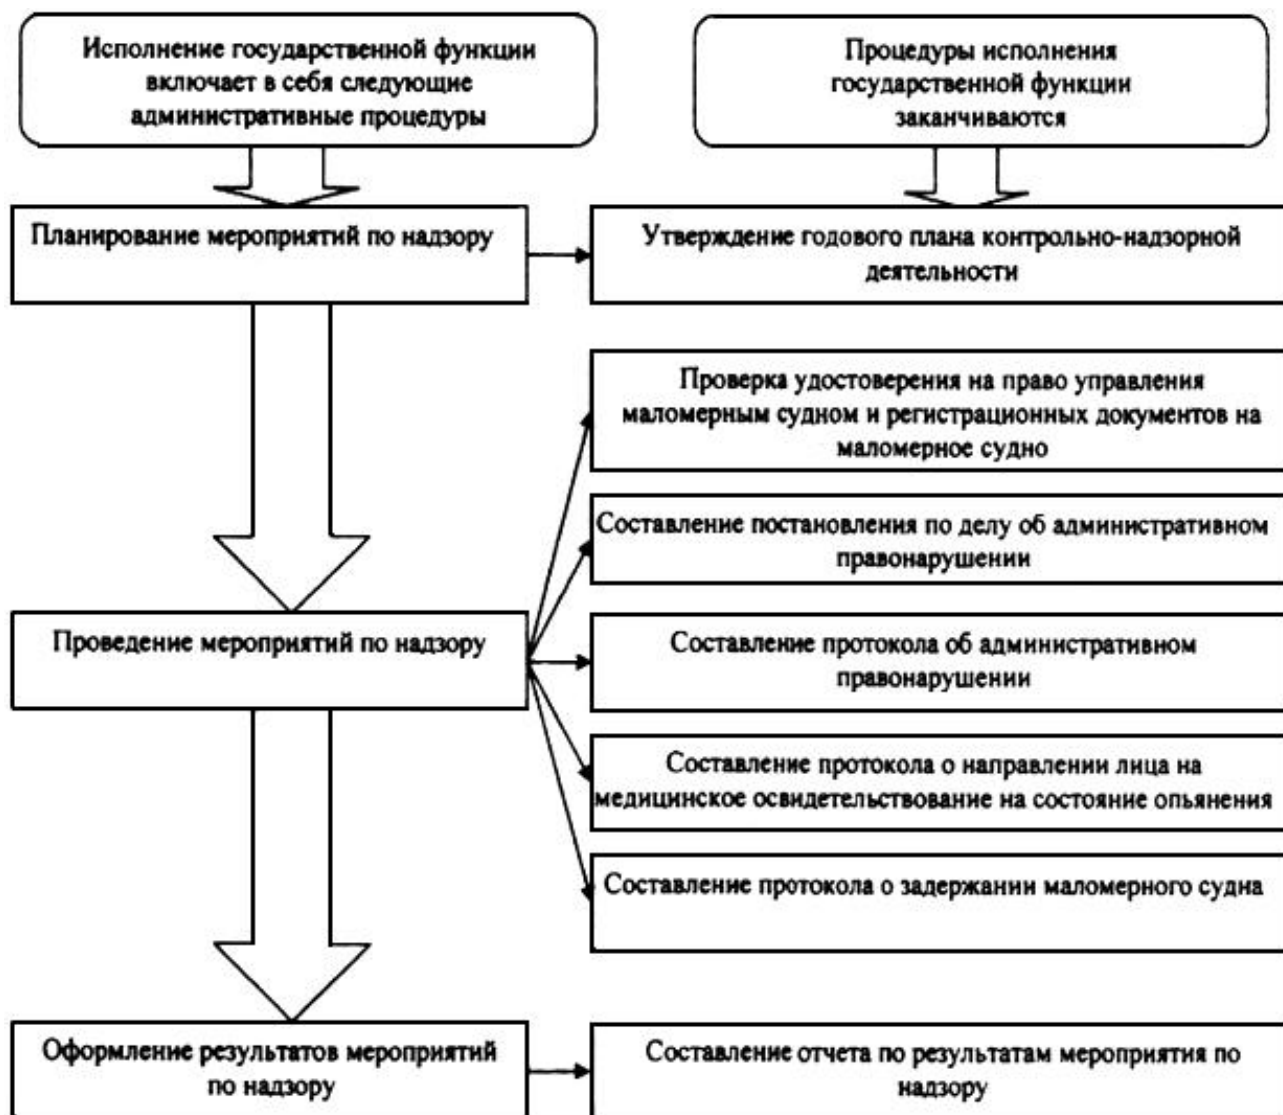 Исполнение государственной функции
включает в себя следующие
административные процедуры
Процедуры исполнения
государственной функции
заканчиваются
Планирование мероприятий по надзору
Утверждение годового плана контрольно-надзорной
деятельности
Проверка удостоверения на право управления
маломерным судном и регистрационных документов на
маломерное судно
Составление постановления по делу об административном
правонарушении
Проведение мероприятий по надзору
Составление протокола об административном
правонарушении
Составление протокола о направлении лица на
медицинское освидетельствование на состояние опьянения
Составление протокола о задержании маломерного судна
Оформление результатов мероприятий
по надзору
Составление отчета по результатам мероприятия по
надзору